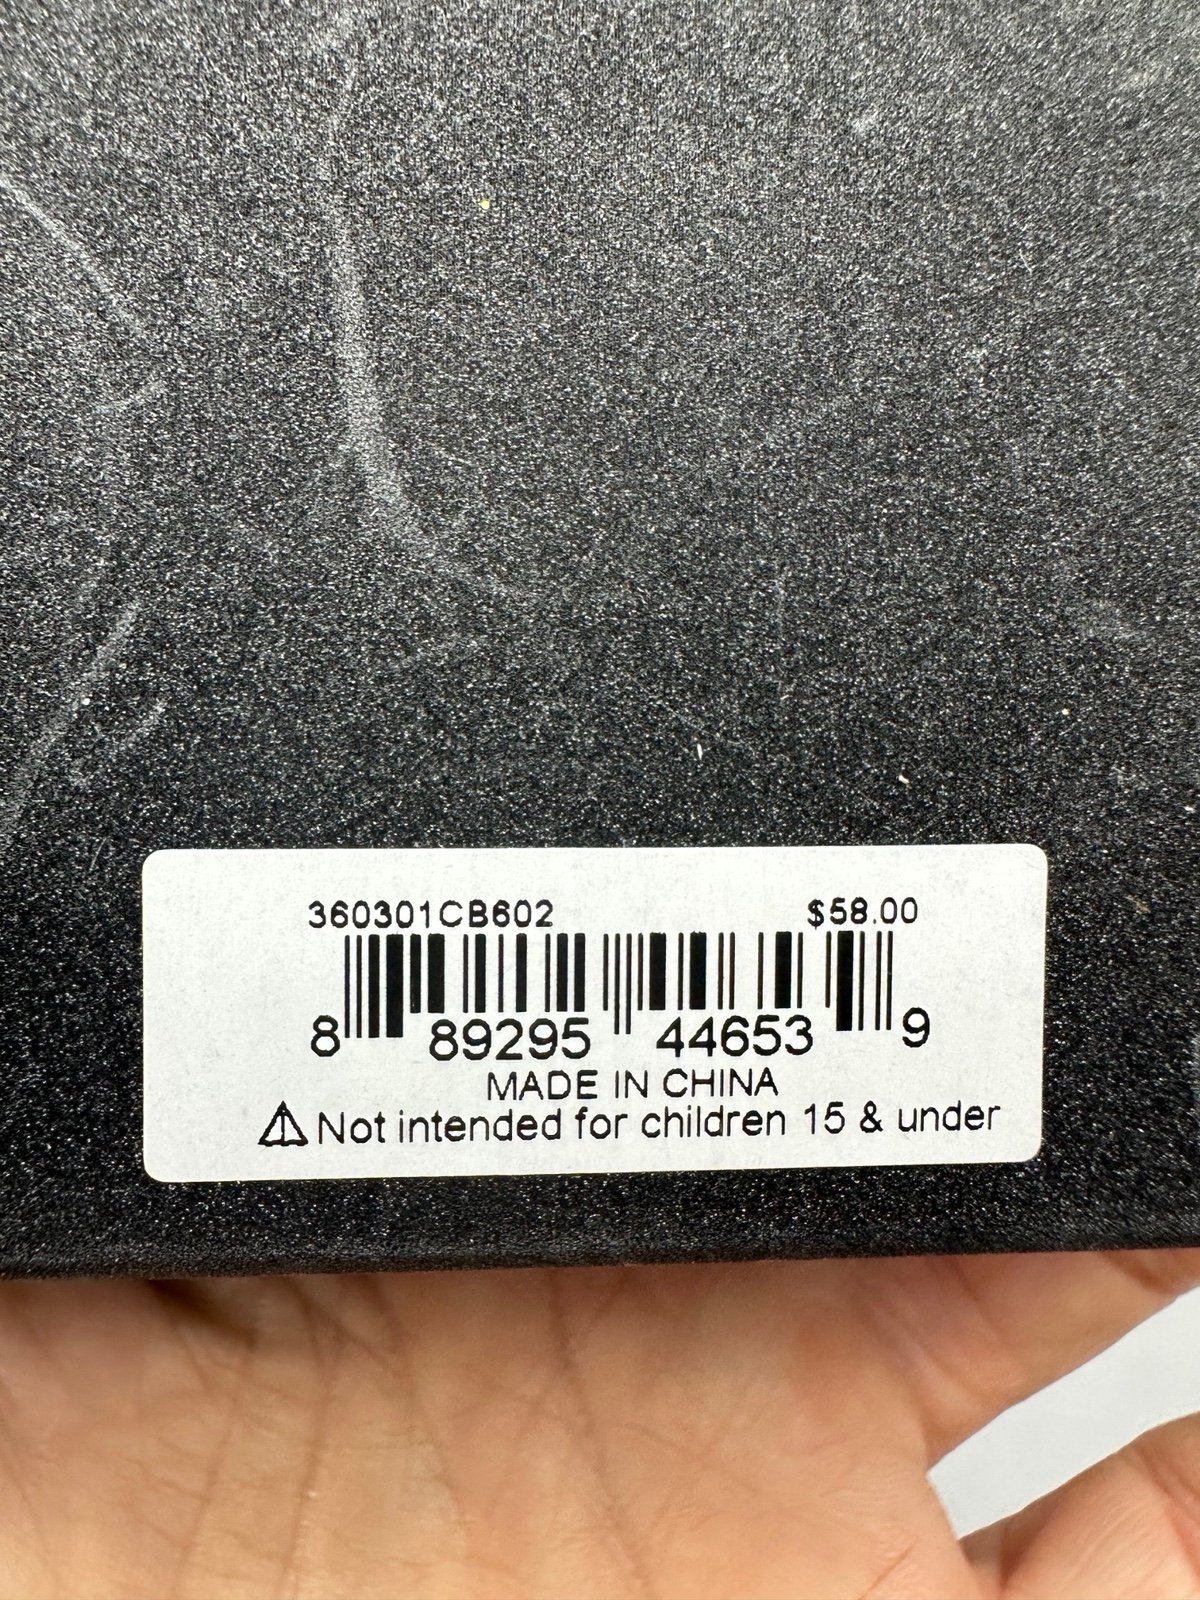 360301CB602 $58.00
8 89295 44653 9
MADE IN CHINA
⚠ Not intended for children 15 & under